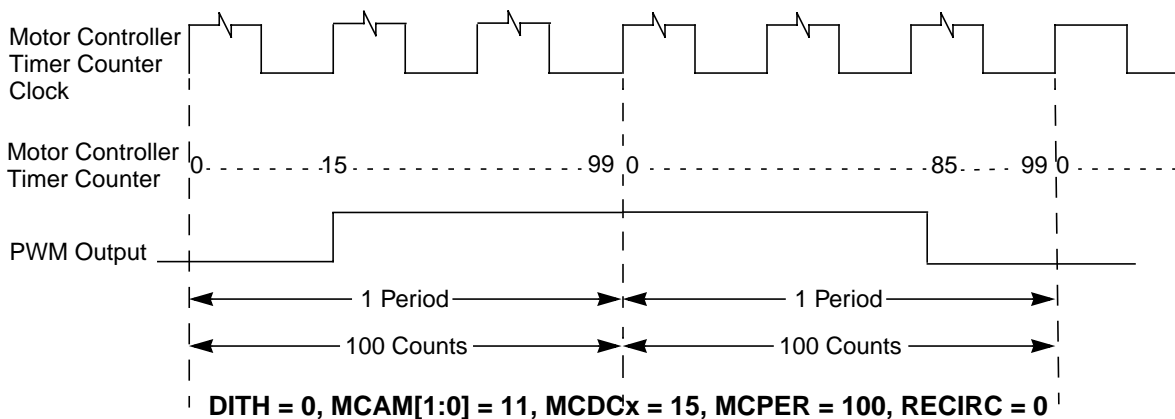 Motor Controller
Timer Counter
Clock
Motor Controller
Timer Counter
0 15 99 0 85 99 0
PWM Output
1 Period 1 Period
100 Counts 100 Counts
DITH = 0, MCAM[1:0] = 11, MCDCx = 15, MCPER = 100, RECIRC = 0